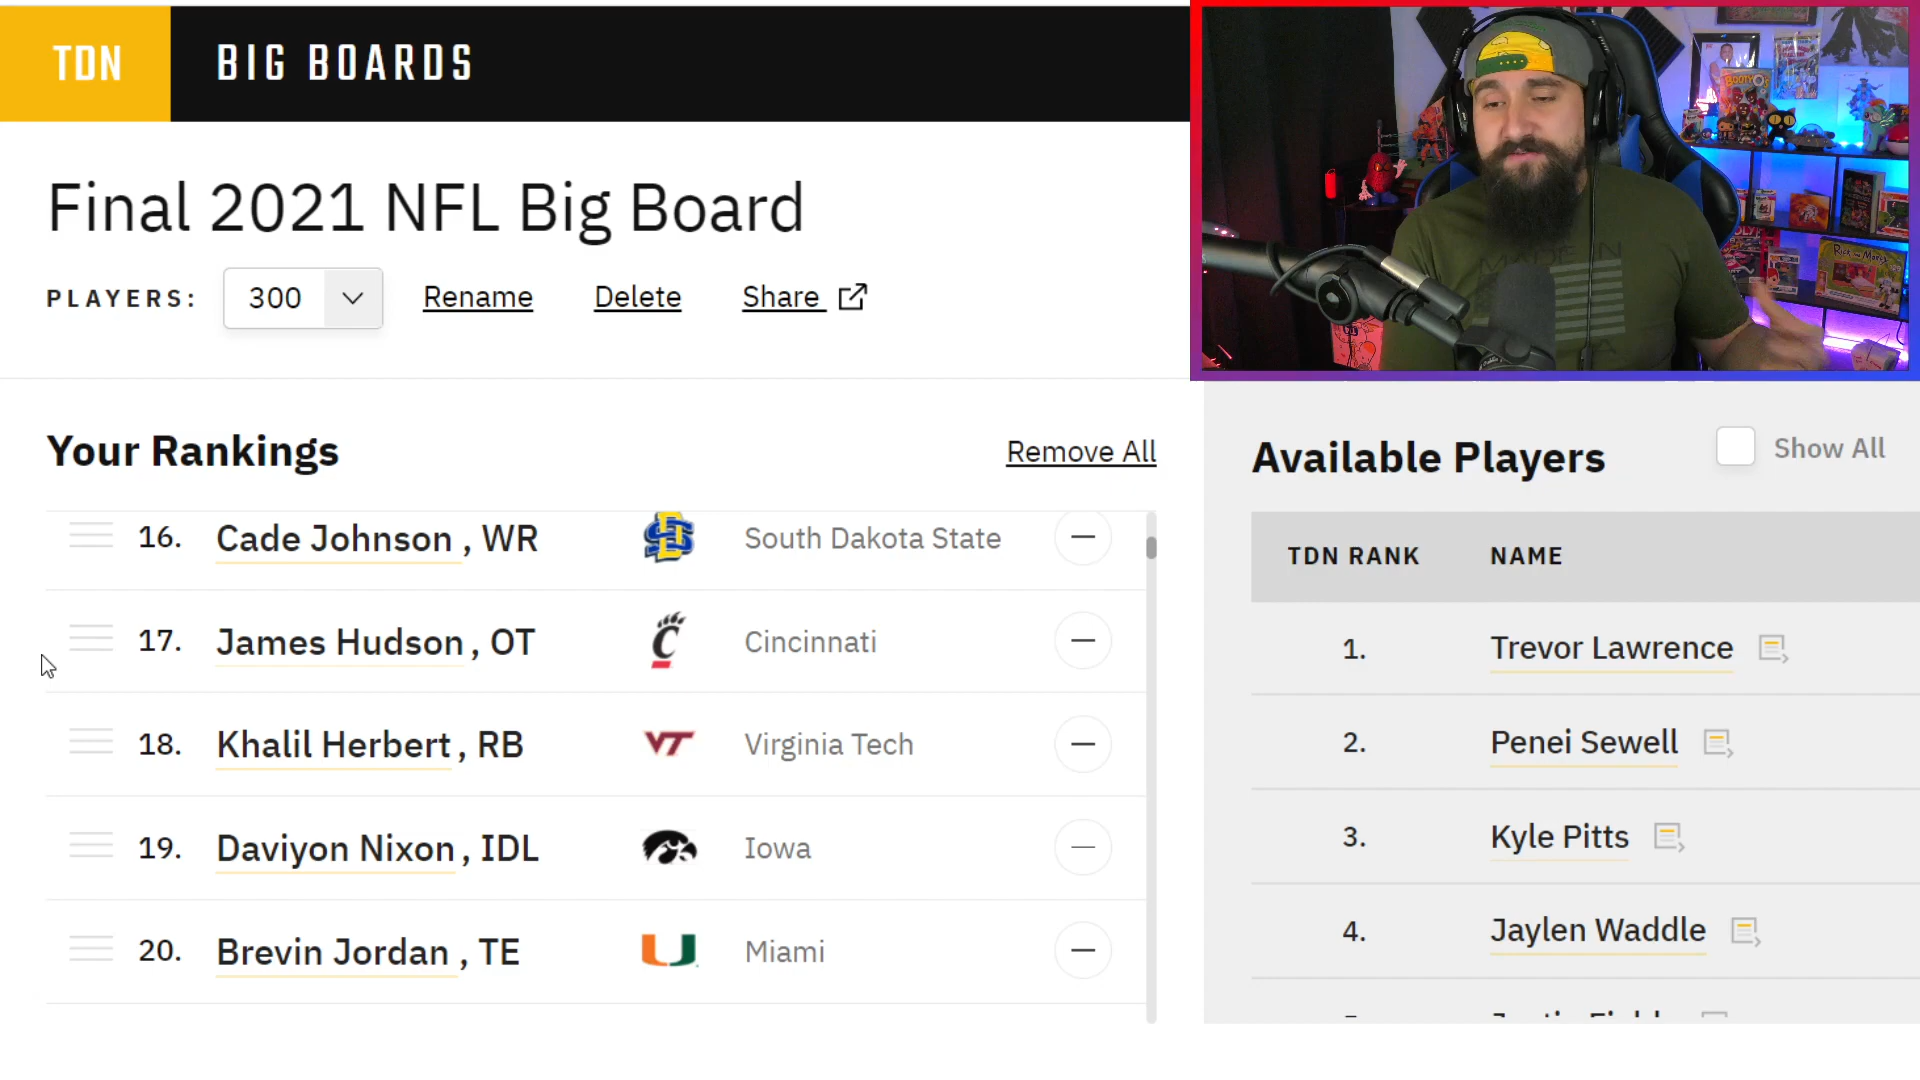 TDN BIG BOARDS
Final 2021 NFL Big Board
PLAYERS: 300 Rename Delete Share
Your Rankings Remove All
16. Cade Johnson , WR South Dakota State
17. James Hudson , OT Cincinnati
18. Khalil Herbert , RB VT Virginia Tech
19. Daviyon Nixon , IDL Iowa
20. Brevin Jordan , TE Miami
Available Players Show All
TDN RANK NAME
1. Trevor Lawrence
2. Penei Sewell
3. Kyle Pitts
4. Jaylen Waddle